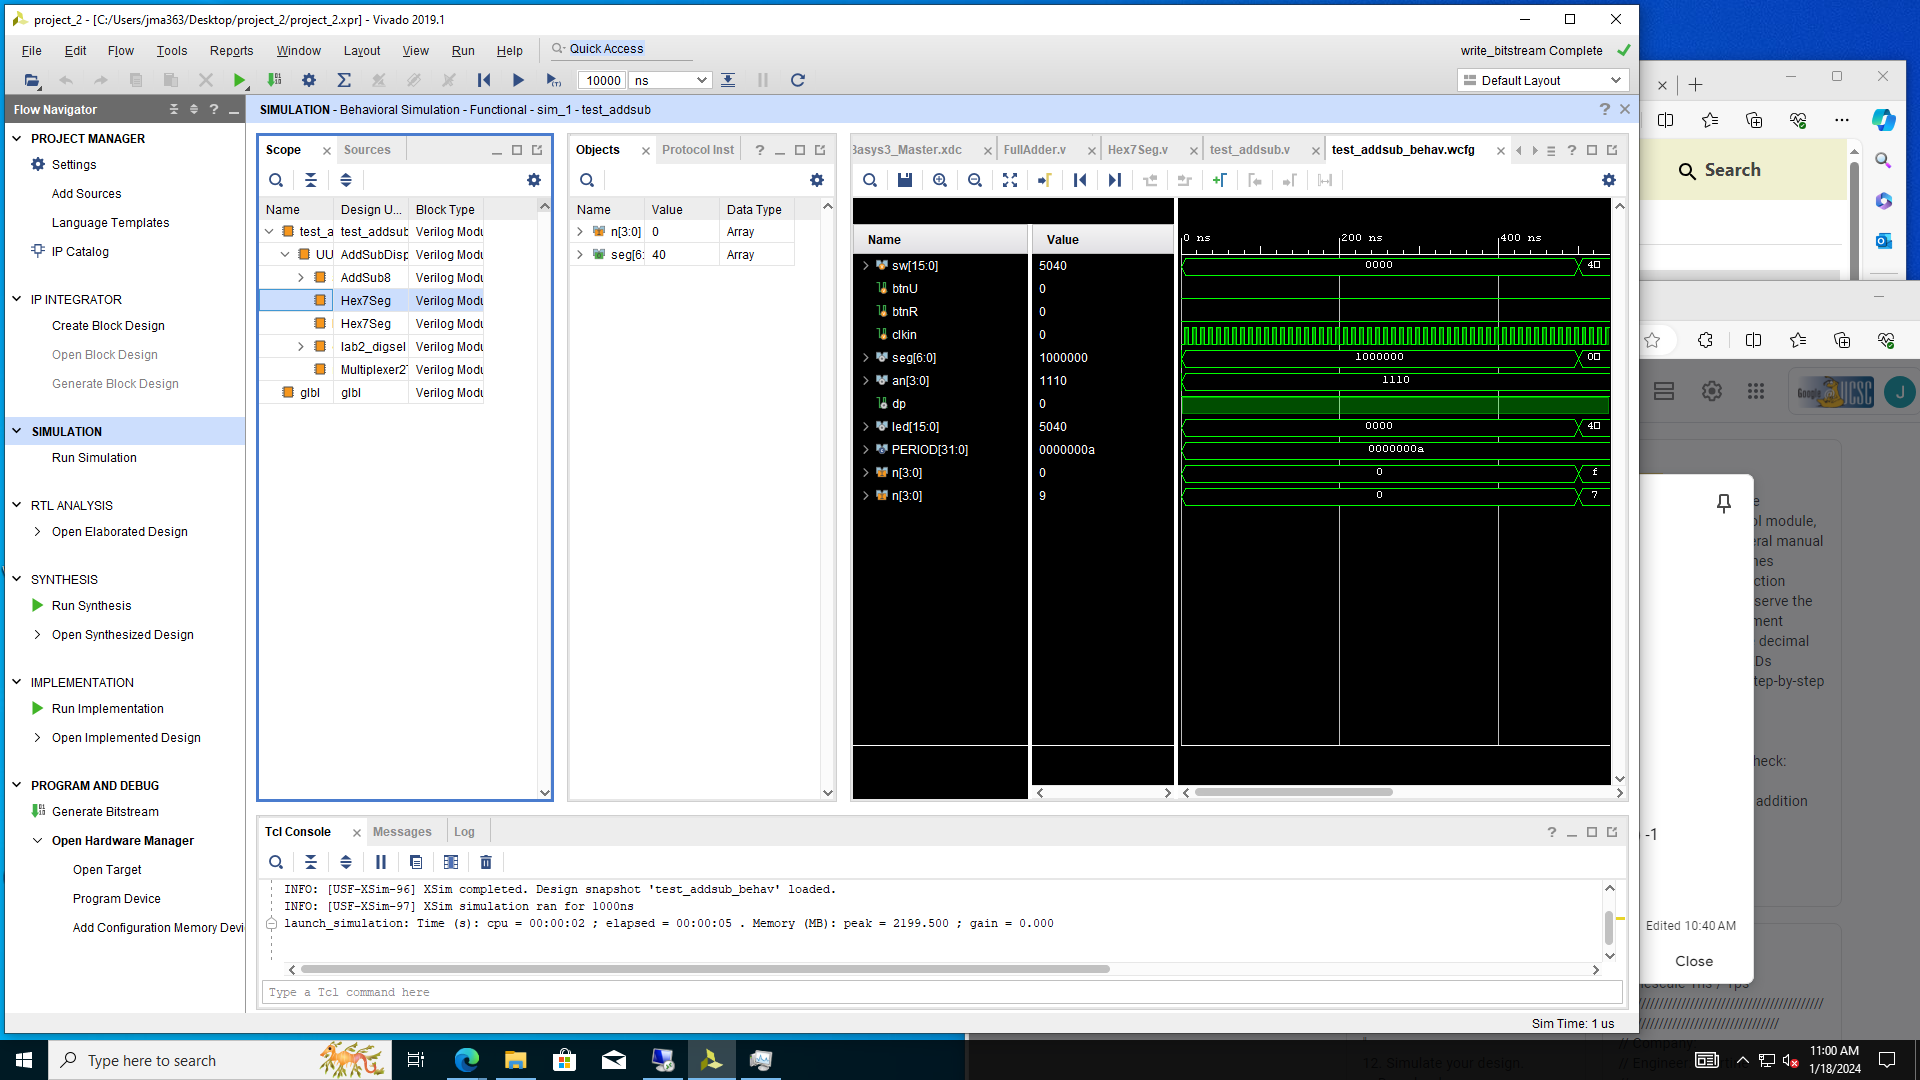 project_2 - [C:/Users/jma363/Desktop/project_2/project_2.xpr] - Vivado 2019.1
File Edit Flow Tools Reports Window Layout View Run Help Quick Access
write_bitstream Complete
10000 ns
Default Layout
Flow Navigator
PROJECT MANAGER
Settings
Add Sources
Language Templates
IP Catalog
IP INTEGRATOR
Create Block Design
Open Block Design
Generate Block Design
SIMULATION
Run Simulation
RTL ANALYSIS
Open Elaborated Design
SYNTHESIS
Run Synthesis
Open Synthesized Design
IMPLEMENTATION
Run Implementation
Open Implemented Design
PROGRAM AND DEBUG
Generate Bitstream
Open Hardware Manager
Open Target
Program Device
Add Configuration Memory Devi
SIMULATION - Behavioral Simulation - Functional - sim_1 - test_addsub
Scope Sources
Name Design U... Block Type
test_a test_addsub Verilog Modu
UU AddSubDisp Verilog Modu
AddSub8 Verilog Modu
Hex7Seg Verilog Modu
Hex7Seg Verilog Modu
lab2_digsel Verilog Modu
Multiplexer2 Verilog Modu
glbl glbl Verilog Modu
Objects Protocol Inst
Name Value Data Type
n[3:0] 0 Array
seg[6: 40 Array
Basys3_Master.xdc FullAdder.v Hex7Seg.v test_addsub.v test_addsub_behav.wcfg
Name Value
0 ns 200 ns 400 ns
sw[15:0] 5040 0000 40
btnU 0
btnR 0
clkin 0
seg[6:0] 1000000 1000000 00
an[3:0] 1110 1110
dp 0
led[15:0] 5040 0000 40
PERIOD[31:0] 0000000a 0000000a
n[3:0] 0 0 f
n[3:0] 9 0 7
Tcl Console Messages Log
INFO: [USF-XSim-96] XSim completed. Design snapshot 'test_addsub_behav' loaded.
INFO: [USF-XSim-97] XSim simulation ran for 1000ns
launch_simulation: Time (s): cpu = 00:00:02 ; elapsed = 00:00:05 . Memory (MB): peak = 2199.500 ; gain = 0.000
Type a Tcl command here
Sim Time: 1 us
Search
Google UCSC J
ol module,
eral manual
nes
ction
serve the
ment
decimal
Ds
tep-by-step
heck:
addition
-1
Edited 10:40 AM
Close
// Company
12. Simulate your design // Engineer:
Type here to search
11:00 AM
1/18/2024